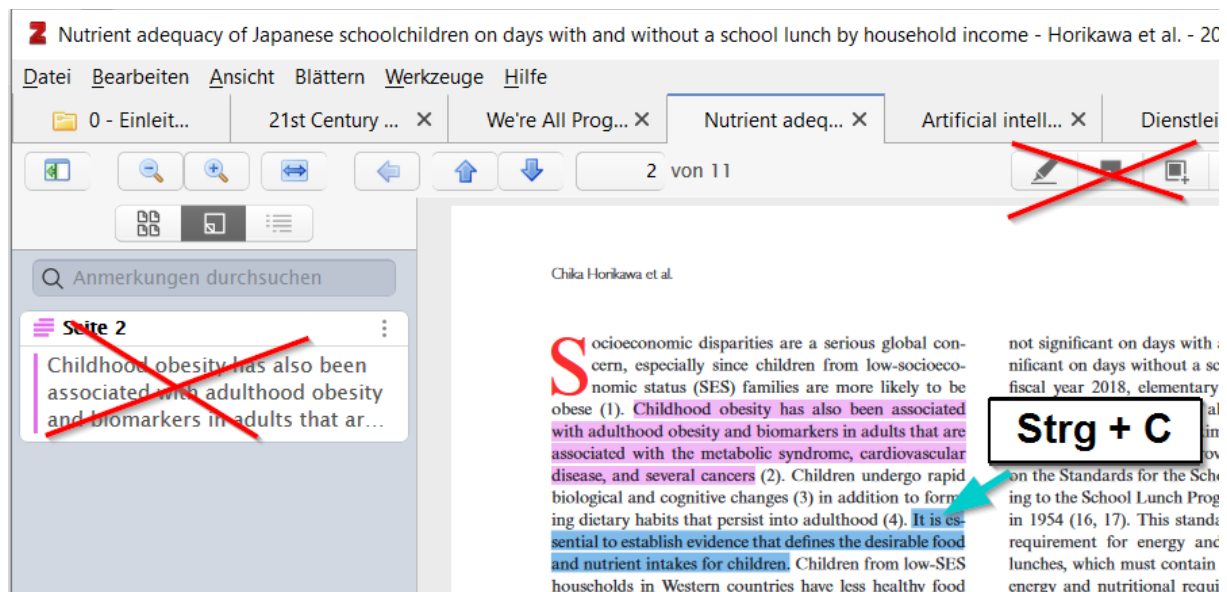 Nutrient adequacy of Japanese schoolchildren on days with and without a school lunch by household income - Horikawa et al. - 20
Datei Bearbeiten Ansicht Blättern Werkzeuge Hilfe
0 - Einleit...
21st Century ...
We're All Prog...
Nutrient adeq...
Artificial intell...
Dienstlei
2 von 11
Anmerkungen durchsuchen
Seite 2
Childhood obesity has also been
associated with adulthood obesity
and biomarkers in adults that ar...
Chika Horikawa et al.
Socioeconomic disparities are a serious global con-
cern, especially since children from low-socioeco-
nomic status (SES) families are more likely to be
obese (1). Childhood obesity has also been associated
with adulthood obesity and biomarkers in adults that are
associated with the metabolic syndrome, cardiovascular
disease, and several cancers (2). Children undergo rapid
biological and cognitive changes (3) in addition to form-
ing dietary habits that persist into adulthood (4). It is es-
sential to establish evidence that defines the desirable food
and nutrient intakes for children. Children from low-SES
households in Western countries have less healthy food
not significant on days with
nificant on days without a
fiscal year 2018, elementary
Strg + C
on the Standards for the
ing to the School Lunch
in 1954 (16, 17). This
requirement for energy and
lunches, which must contain
energy and nutritional